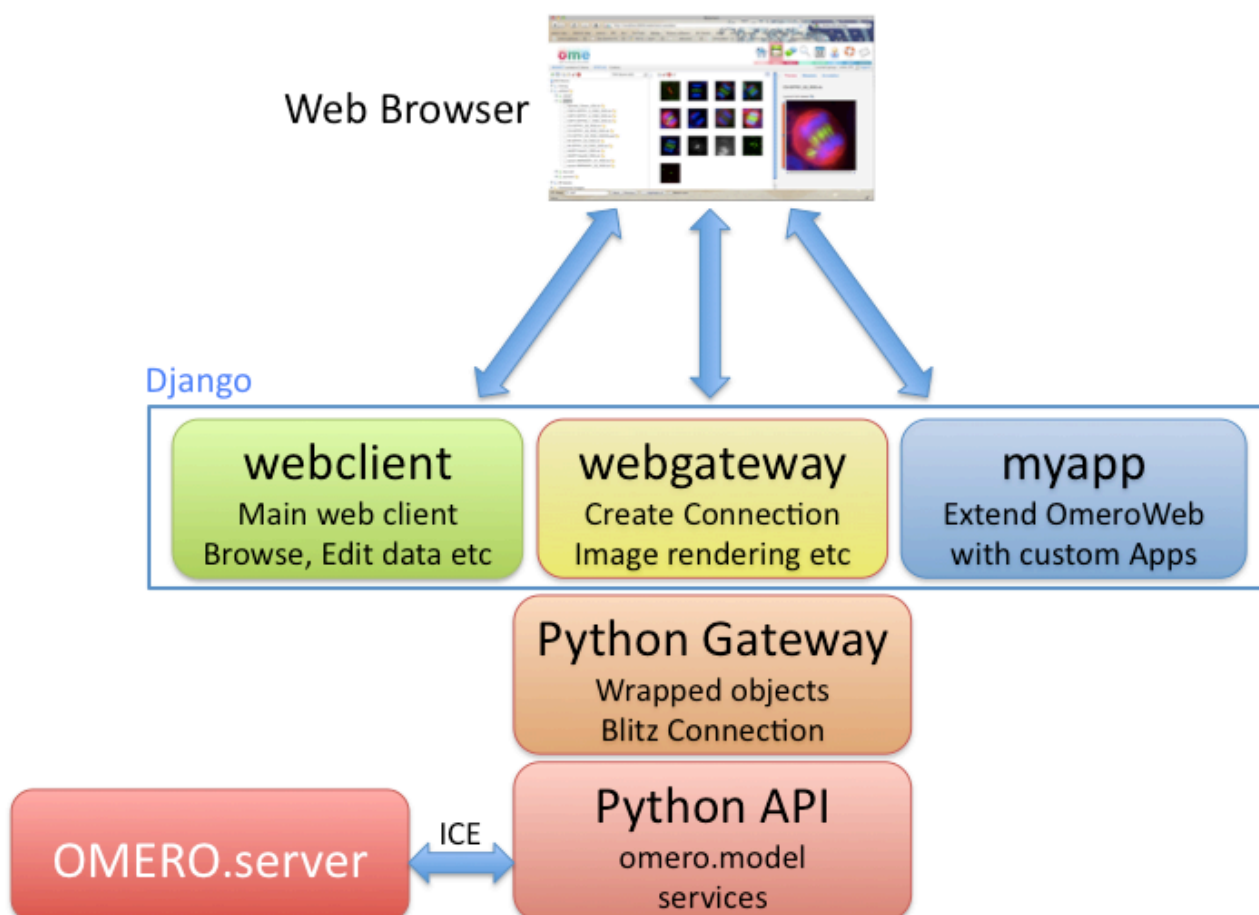 ome
Web Browser
Django
webclient
Main web client
Browse, Edit data etc
webgateway
Create Connection
Image rendering etc
myapp
Extend OmeroWeb
with custom Apps
Python Gateway
Wrapped objects
Blitz Connection
OMERO.server
ICE
Python API
omero.model
services